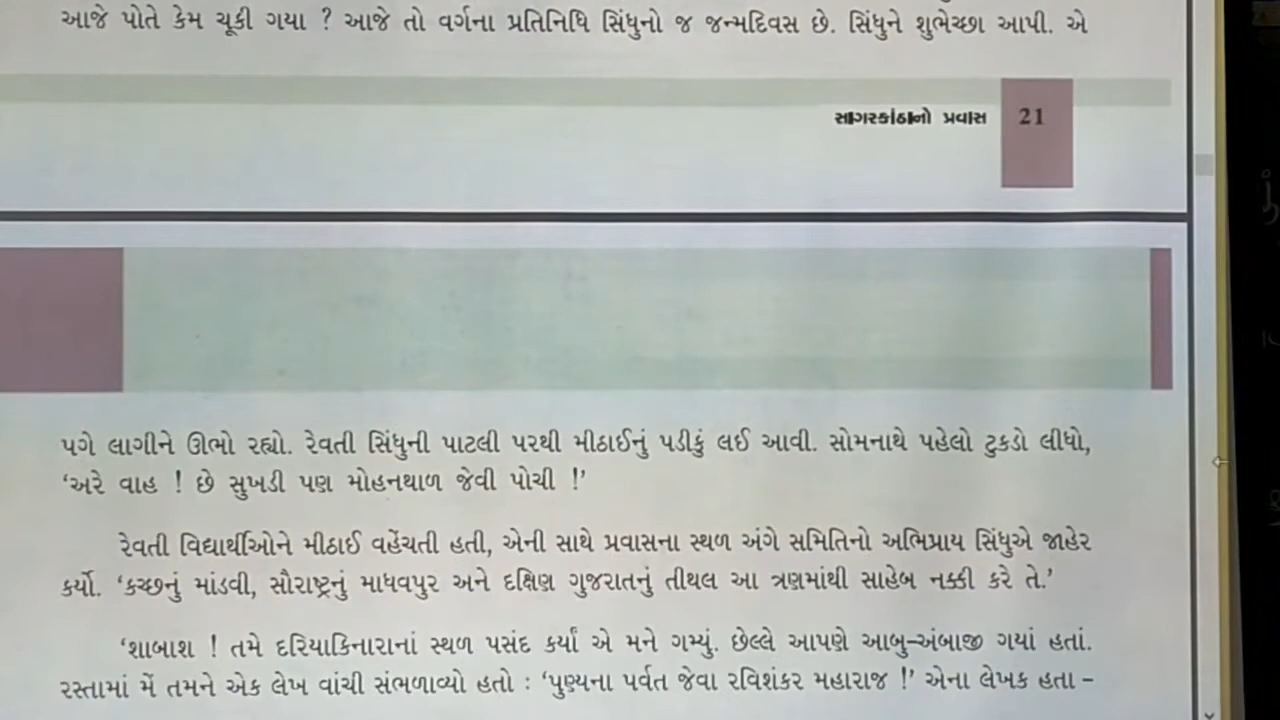 આજે પોતે કેમ ચૂકી ગયા ? આજે તો વર્ગના પ્રતિનિધિ સિંધુનો જ જન્મદિવસ છે. સિંધુને શુભેચ્છા આપી. એ
સાગરકાંઠાનો પ્રવાસ 21
પગે લાગીને ઊભો રહ્યો. રેવતી સિંધુની પાટલી પરથી મીઠાઈનું પડીકું લઈ આવી. સોમનાથે પહેલો ટુકડો લીધો,
‘અરે વાહ ! છે સુખડી પણ મોહનથાળ જેવી પોચી !’
રેવતી વિદ્યાર્થીઓને મીઠાઈ વહેંચતી હતી, એની સાથે પ્રવાસના સ્થળ અંગે સમિતિનો અભિપ્રાય સિંધુએ જાહેર
કર્યો. ‘કચ્છનું માંડવી, સૌરાષ્ટ્રનું માધવપુર અને દક્ષિણ ગુજરાતનું તીથલ આ ત્રણમાંથી સાહેબ નક્કી કરે તે.’
‘શાબાશ ! તમે દરિયાકિનારાનાં સ્થળ પસંદ કર્યાં એ મને ગમ્યું. છેલ્લે આપણે આબુ-અંબાજી ગયાં હતાં.
રસ્તામાં મેં તમને એક લેખ વાંચી સંભળાવ્યો હતો : ‘પુણ્યના પર્વત જેવા રવિશંકર મહારાજ !’ એના લેખક હતા –